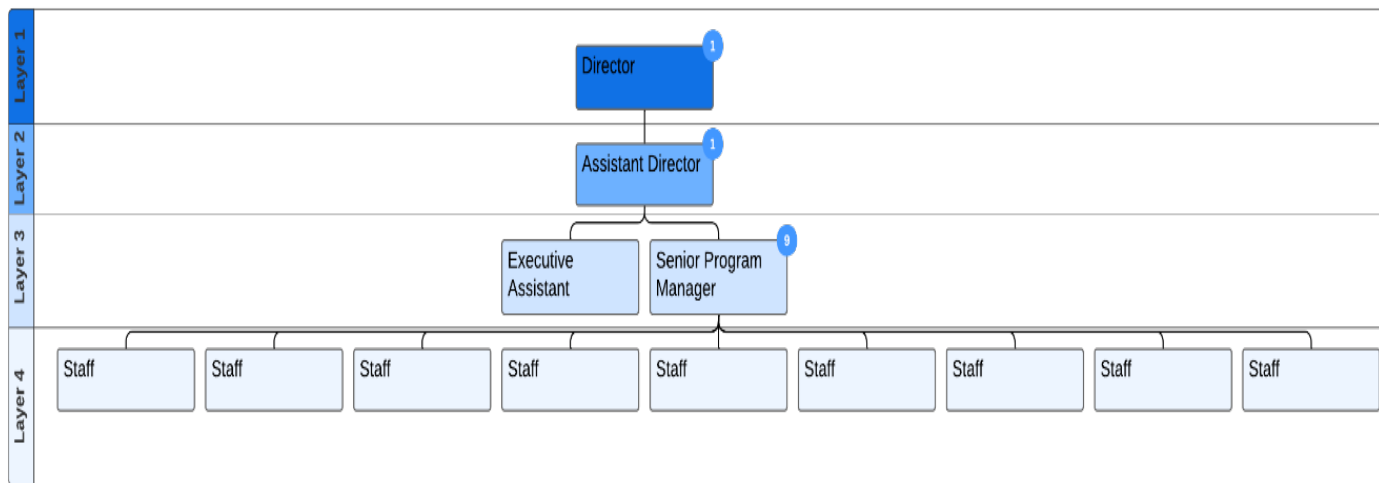 Layer 1
1
Director
Layer 2
1
Assistant Director
Layer 3
Executive
Assistant
9
Senior Program
Manager
Layer 4
Staff
Staff
Staff
Staff
Staff
Staff
Staff
Staff
Staff